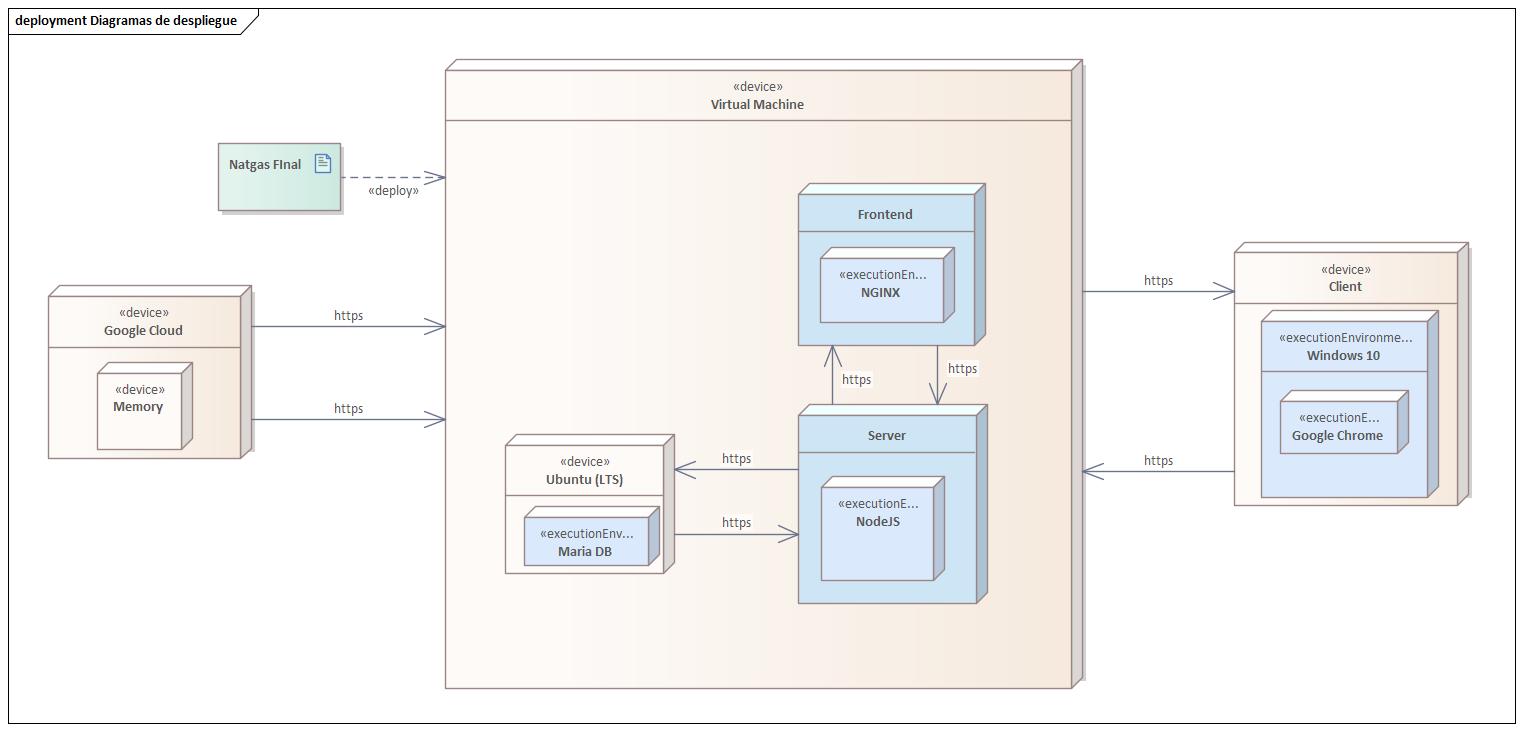 deployment Diagramas de despliegue
«device»
Virtual Machine
Natgas FInal
«deploy»
Frontend
«executionEn...
NGINX
«device»
Google Cloud
«device»
Memory
https
https
https
https
Server
«executionE...
NodeJS
«device»
Ubuntu (LTS)
«executionEnv...
Maria DB
https
https
https
https
«device»
Client
«executionEnvironme...
Windows 10
«executionE...
Google Chrome